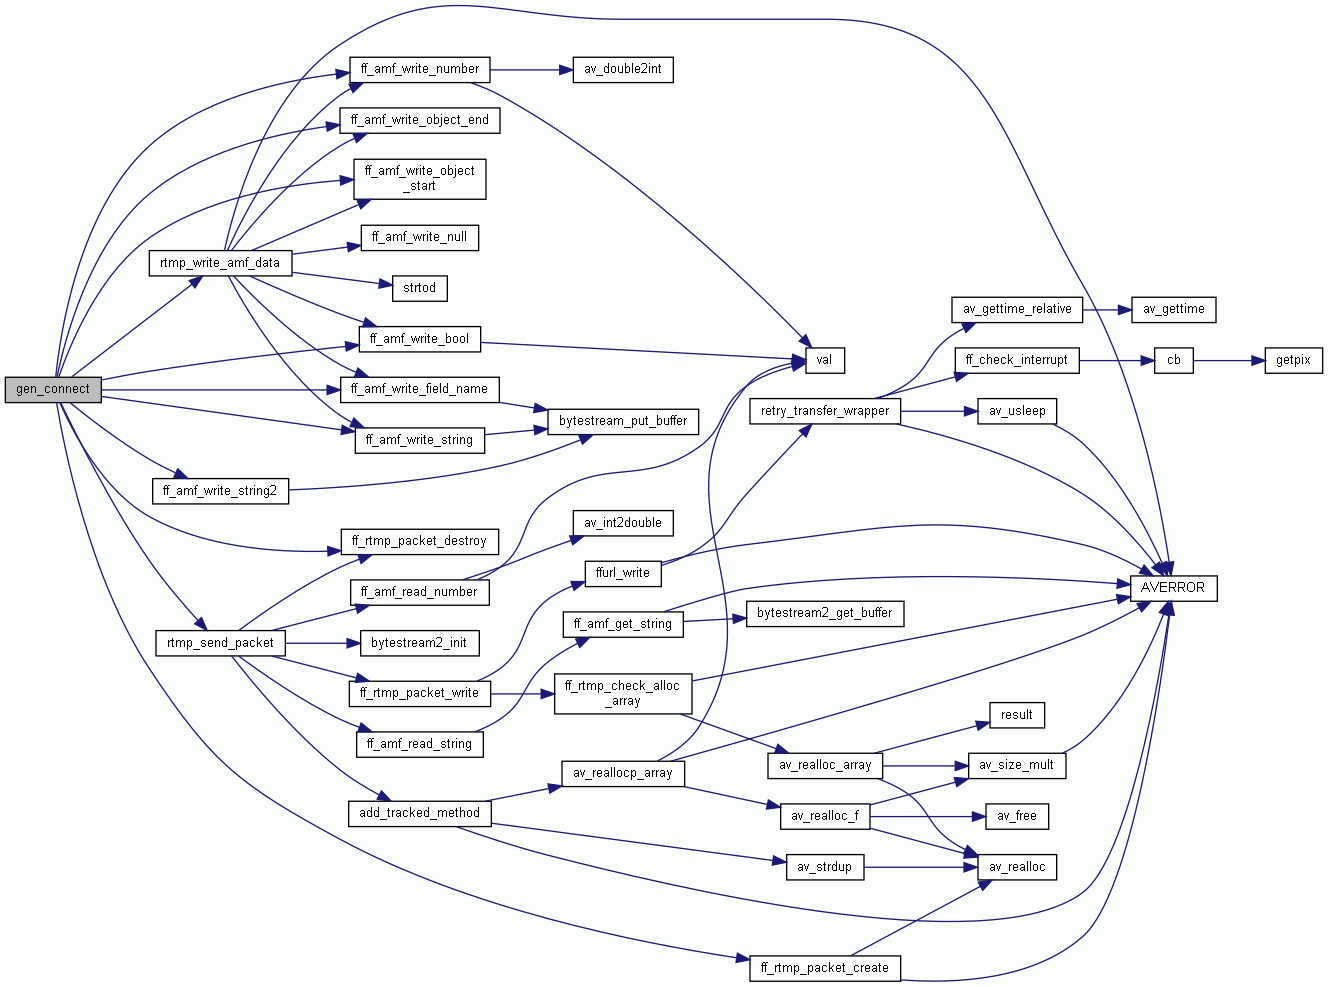 ff_amf_write_number
av_double2int
ff_amf_write_object_end
ff_amf_write_object
_start
ff_amf_write_null
rtmp_write_amf_data
strtod
av_gettime_relative
av_gettime
ff_amf_write_bool
val
ff_check_interrupt
cb
getpix
gen_connect
ff_amf_write_field_name
retry_transfer_wrapper
av_usleep
bytestream_put_buffer
ff_amf_write_string
ff_amf_write_string2
av_int2double
ff_rtmp_packet_destroy
ffurl_write
AVERROR
ff_amf_read_number
bytestream2_get_buffer
ff_amf_get_string
rtmp_send_packet
bytestream2_init
ff_rtmp_packet_write
ff_rtmp_check_alloc
_array
result
ff_amf_read_string
av_realloc_array
av_size_mult
av_reallocp_array
add_tracked_method
av_realloc_f
av_free
av_strdup
av_realloc
ff_rtmp_packet_create